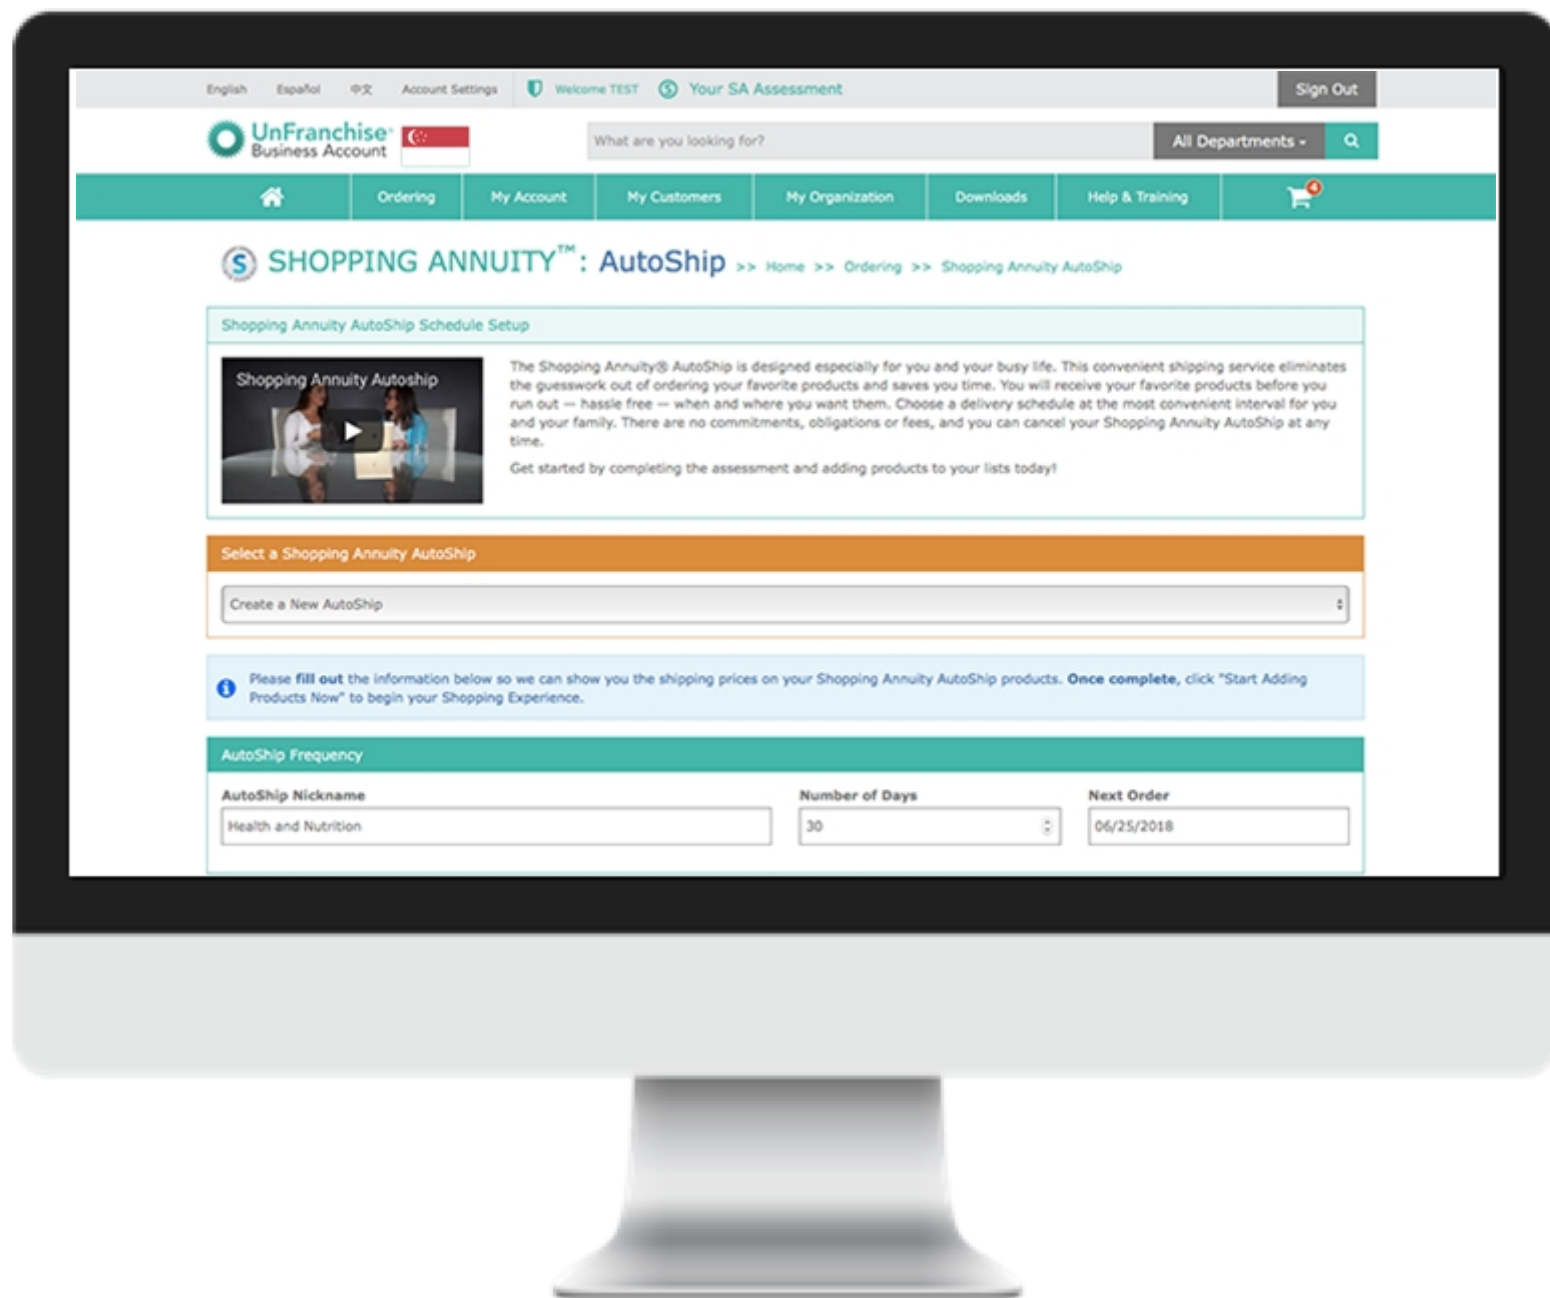 English Español 中文 Account Settings Welcome TEST Your SA Assessment Sign Out
UnFranchise®
Business Account
What are you looking for? All Departments
Ordering My Account My Customers My Organization Downloads Help & Training 4
SHOPPING ANNUITY™: AutoShip >> Home >> Ordering >> Shopping Annuity AutoShip
Shopping Annuity AutoShip Schedule Setup
Shopping Annuity Autoship
The Shopping Annuity® AutoShip is designed especially for you and your busy life. This convenient shipping service eliminates
the guesswork out of ordering your favorite products and saves you time. You will receive your favorite products before you
run out — hassle free — when and where you want them. Choose a delivery schedule at the most convenient interval for you
and your family. There are no commitments, obligations or fees, and you can cancel your Shopping Annuity AutoShip at any
time.
Get started by completing the assessment and adding products to your lists today!
Select a Shopping Annuity AutoShip
Create a New AutoShip
Please fill out the information below so we can show you the shipping prices on your Shopping Annuity AutoShip products. Once complete, click "Start Adding
Products Now" to begin your Shopping Experience.
AutoShip Frequency
AutoShip Nickname Number of Days Next Order
Health and Nutrition 30 06/25/2018